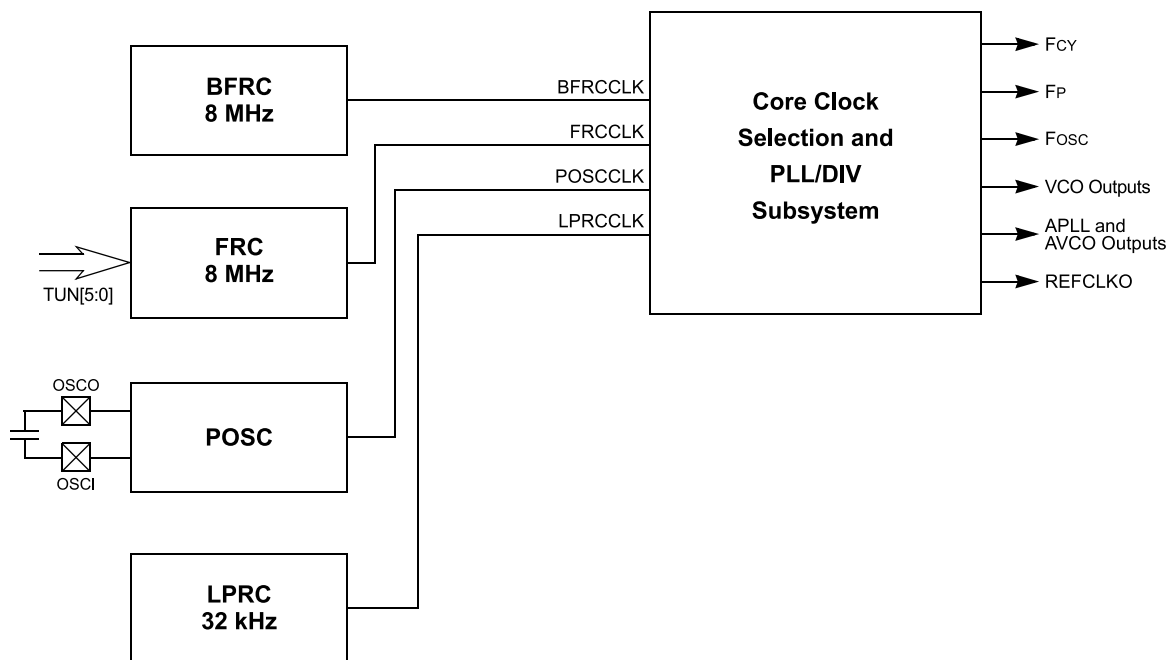 BFRC
8 MHz
FRC
8 MHz
TUN[5:0]
OSCO
OSCI
POSC
LPRC
32 kHz
BFRCCLK
FRCCLK
POSCCLK
LPRCCLK
Core Clock
Selection and
PLL/DIV
Subsystem
FCY
FP
FOSC
VCO Outputs
APLL and
AVCO Outputs
REFCLKO